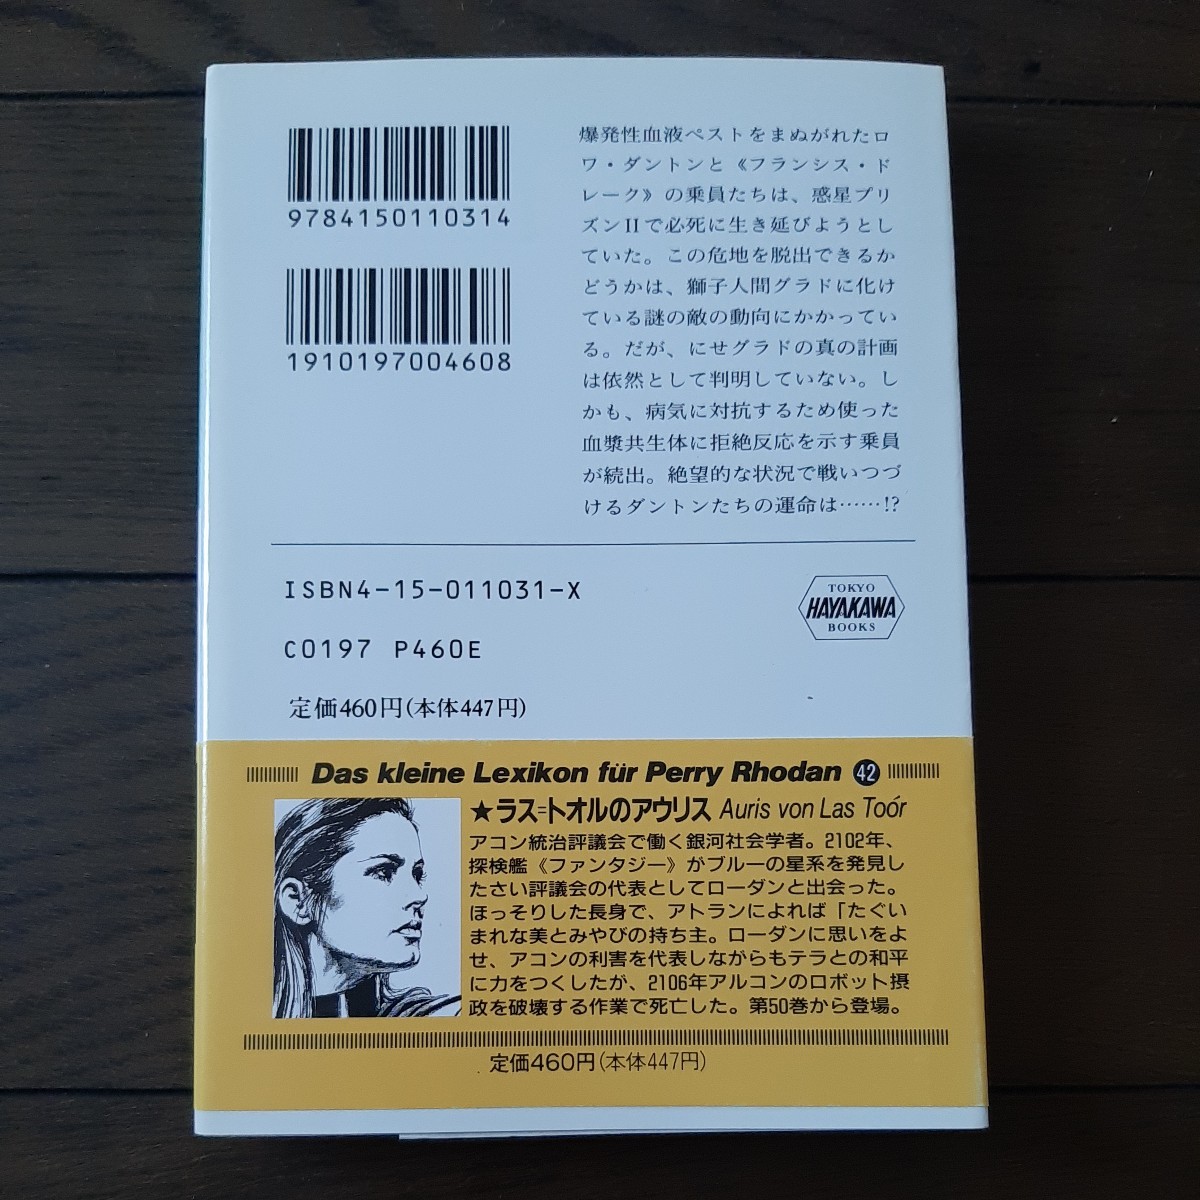 9784150110314
1910197004608
爆発性血液ペストをまぬがれたロ
ワ・ダントンと《フランシス・ド
レーク》の乗員たちは、惑星プリ
ズンIIで必死に生き延びようとし
ていた。この危地を脱出できるか
どうかは、獅子人間グラドに化け
ている謎の敵の動向にかかってい
る。だが、にせグラドの真の計画
は依然として判明していない。し
かも、病気に対抗するため使った
血漿共生体に拒絶反応を示す乗員
が続出。絶望的な状況で戦いつづ
けるダントンたちの運命は……!?
ISBN4-15-011031-X
C0197 P460E
定価460円(本体447円)
TOKYO
HAYAKAWA
BOOKS
Das kleine Lexikon für Perry Rhodan 42
★ラス=トオルのアウリス Auris von Las Toór
アコン統治評議会で働く銀河社会学者。2102年、
探検艦《ファンタジー》がブルーの星系を発見し
たさい評議会の代表としてローダンと出会った。
ほっそりした長身で、アトランによれば「たぐい
まれな美とみやびの持ち主。ローダンに思いをよ
せ、アコンの利害を代表しながらもテラとの和平
に力をつくしたが、2106年アルコンのロボット摂
政を破壊する作業で死亡した。第50巻から登場。
定価460円(本体447円)